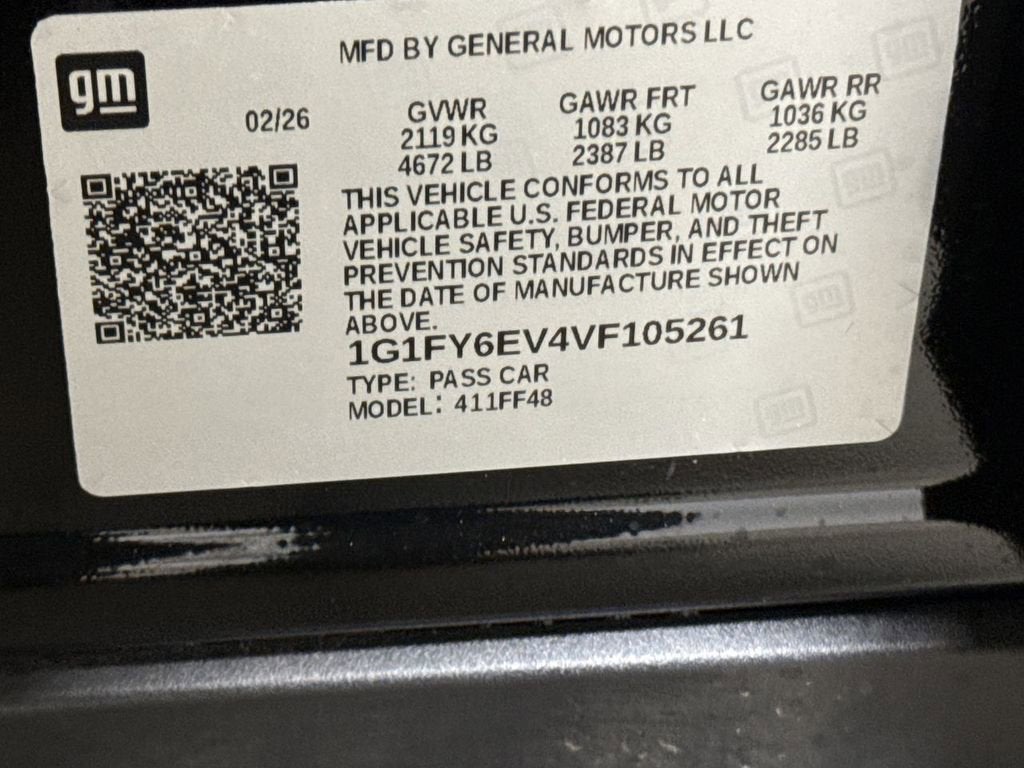 MFD BY GENERAL MOTORS LLC
gm
02/26
GVWR GAWR FRT GAWR RR
2119 KG 1083 KG 1036 KG
4672 LB 2387 LB 2285 LB
THIS VEHICLE CONFORMS TO ALL
APPLICABLE U.S. FEDERAL MOTOR
VEHICLE SAFETY, BUMPER, AND THEFT
PREVENTION STANDARDS IN EFFECT ON
THE DATE OF MANUFACTURE SHOWN
ABOVE.
1G1FY6EV4VF105261
TYPE: PASS CAR
MODEL: 411FF48